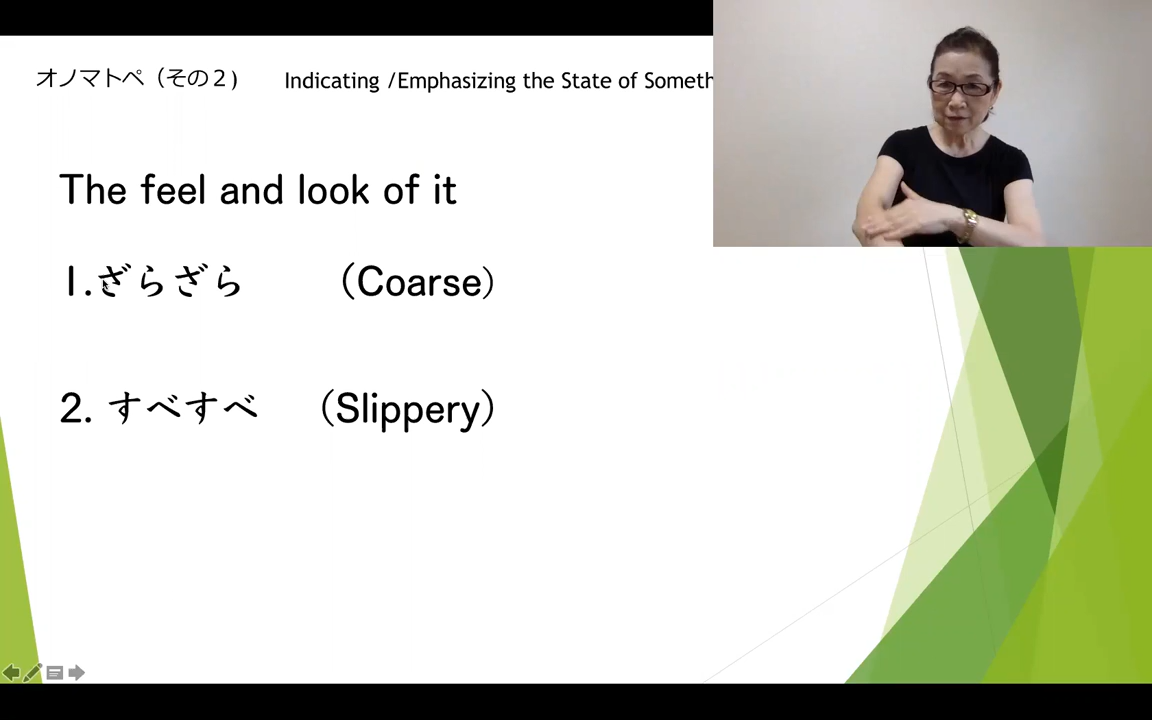 オノマトペ（その２) Indicating /Emphasizing the State of Someth
The feel and look of it
1.ざらざら （Coarse）
2. すべすべ （Slippery）